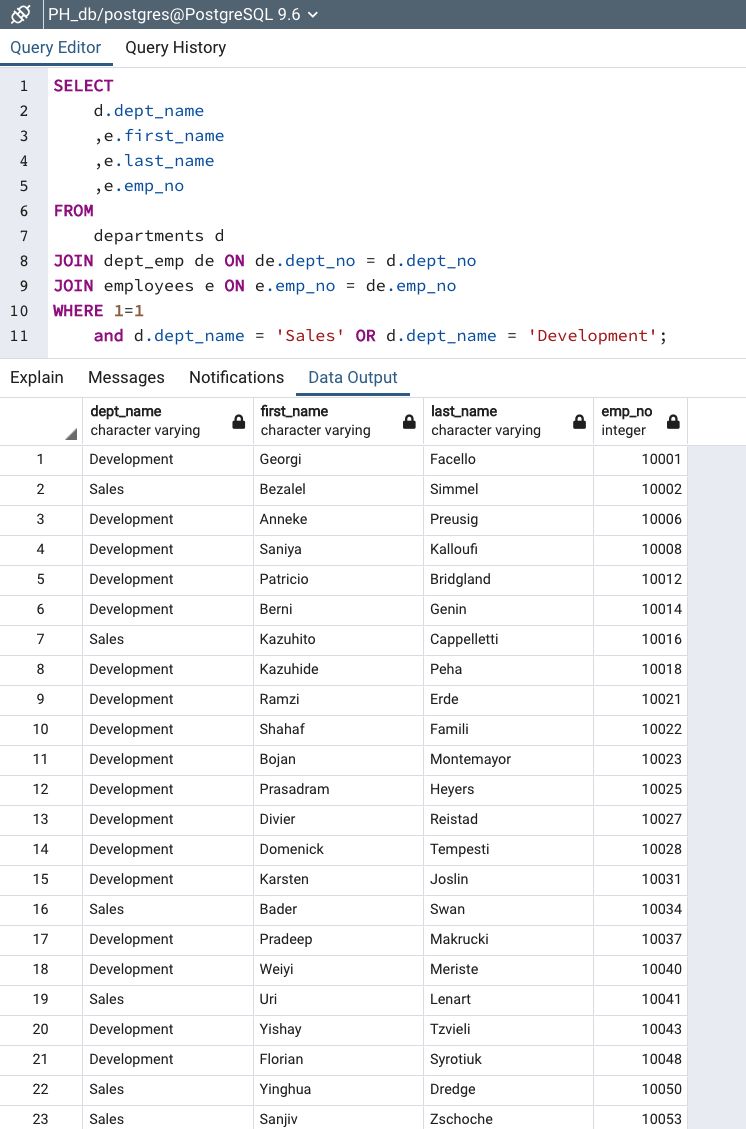 PH_db/postgres@PostgreSQL 9.6
Query Editor Query History
1 SELECT
2 d.dept_name
3 ,e.first_name
4 ,e.last_name
5 ,e.emp_no
6 FROM
7 departments d
8 JOIN dept_emp de ON de.dept_no = d.dept_no
9 JOIN employees e ON e.emp_no = de.emp_no
10 WHERE 1=1
11 and d.dept_name = 'Sales' OR d.dept_name = 'Development';
Explain Messages Notifications Data Output
dept_name first_name last_name emp_no
character varying character varying character varying integer
1 Development Georgi Facello 10001
2 Sales Bezalel Simmel 10002
3 Development Anneke Preusig 10006
4 Development Saniya Kalloufi 10008
5 Development Patricio Bridgland 10012
6 Development Berni Genin 10014
7 Sales Kazuhito Cappelletti 10016
8 Development Kazuhide Peha 10018
9 Development Ramzi Erde 10021
10 Development Shahaf Famili 10022
11 Development Bojan Montemayor 10023
12 Development Prasadram Heyers 10025
13 Development Divier Reistad 10027
14 Development Domenick Tempesti 10028
15 Development Karsten Joslin 10031
16 Sales Bader Swan 10034
17 Development Pradeep Makrucki 10037
18 Development Weiyi Meriste 10040
19 Sales Uri Lenart 10041
20 Development Yishay Tzvieli 10043
21 Development Florian Syrotiuk 10048
22 Sales Yinghua Dredge 10050
23 Sales Sanjiv Zschoche 10053